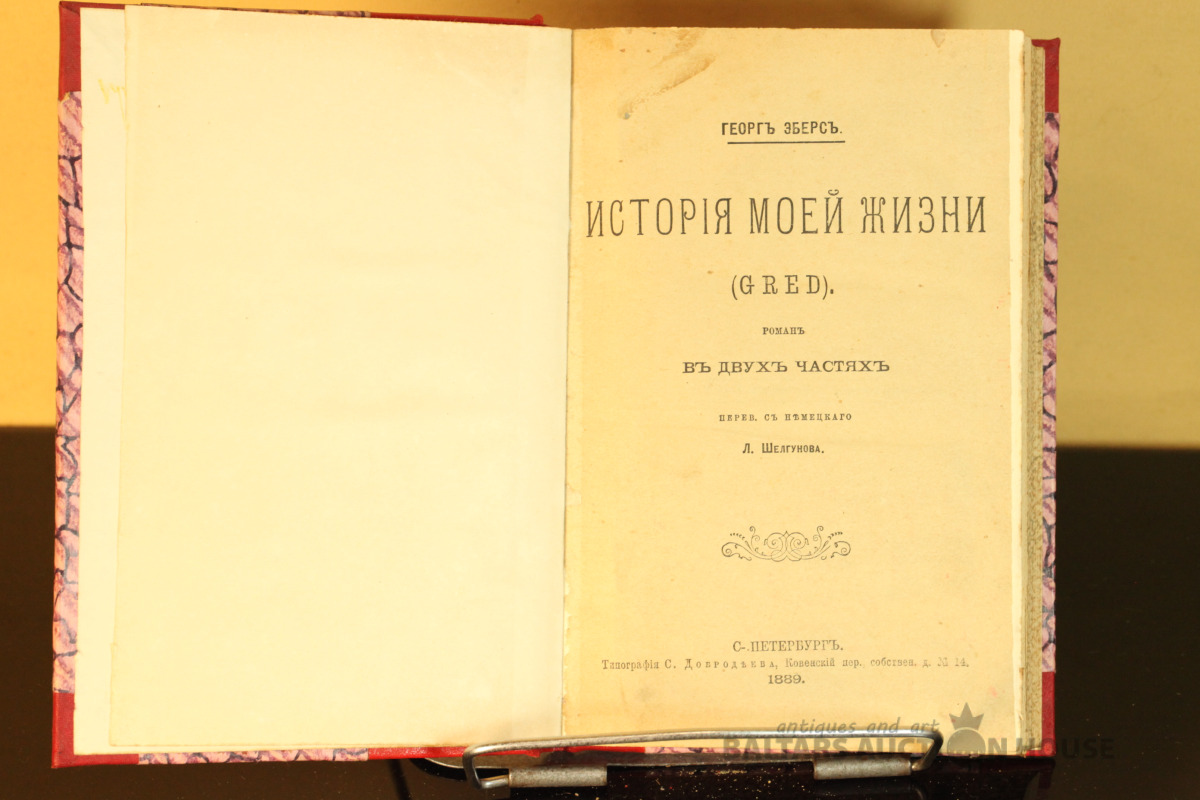 ГЕОРГЪ ЭБЕРСЪ.
ИСТОРІЯ МОЕЙ ЖИЗНИ
(GRED).
РОМАНЪ
ВЪ ДВУХЪ ЧАСТЯХЪ
ПЕРЕВ. СЪ НѢМЕЦКАГО
Л. ШЕЛГУНОВА.
С.-ПЕТЕРБУРГЪ.
Типографія С. Добродѣева, Ковенскій пер., собствен. д. № 14.
1889.
antiques and art
BALTARS AUCTION HOUSE